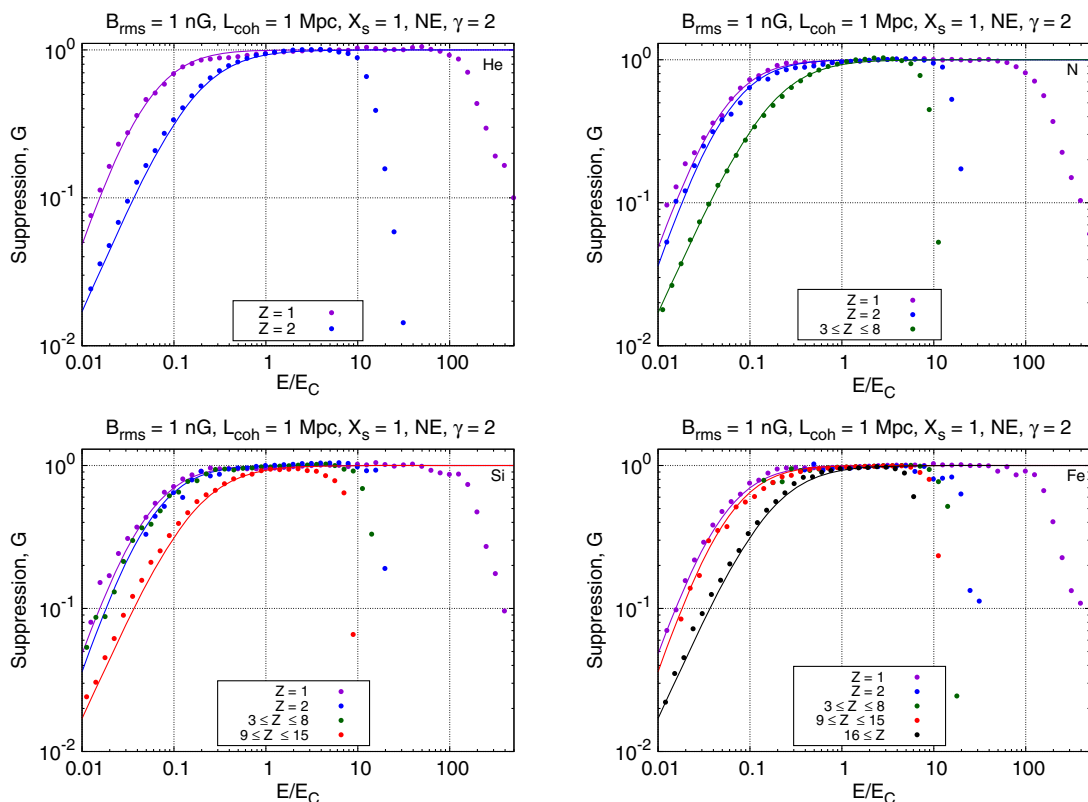 B_rms = 1 nG, L_coh = 1 Mpc, X_s = 1, NE, γ = 2
10^0
10^-1
10^-2
Suppression, G
He
Z = 1
Z = 2
0.01 0.1 1 10 100
E/E_C
B_rms = 1 nG, L_coh = 1 Mpc, X_s = 1, NE, γ = 2
10^0
10^-1
10^-2
Suppression, G
N
Z = 1
Z = 2
3 ≤ Z ≤ 8
0.01 0.1 1 10 100
E/E_C
B_rms = 1 nG, L_coh = 1 Mpc, X_s = 1, NE, γ = 2
10^0
10^-1
10^-2
Suppression, G
Si
Z = 1
Z = 2
3 ≤ Z ≤ 8
9 ≤ Z ≤ 15
0.01 0.1 1 10 100
E/E_C
B_rms = 1 nG, L_coh = 1 Mpc, X_s = 1, NE, γ = 2
10^0
10^-1
10^-2
Suppression, G
Fe
Z = 1
Z = 2
3 ≤ Z ≤ 8
9 ≤ Z ≤ 15
16 ≤ Z
0.01 0.1 1 10 100
E/E_C